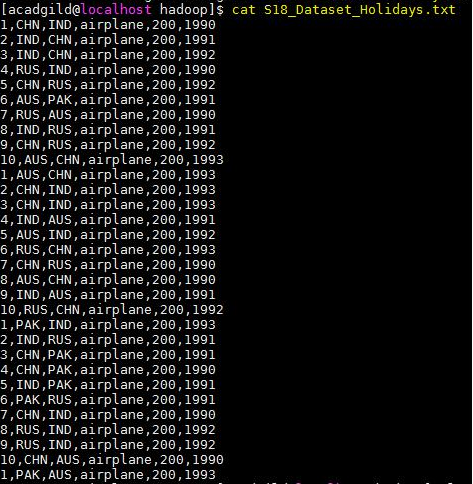 [acadgild@localhost hadoop]$ cat S18_Dataset_Holidays.txt
1,CHN,IND,airplane,200,1990
2,IND,CHN,airplane,200,1991
3,IND,CHN,airplane,200,1992
4,RUS,IND,airplane,200,1990
5,CHN,RUS,airplane,200,1992
6,AUS,PAK,airplane,200,1991
7,RUS,AUS,airplane,200,1990
8,IND,RUS,airplane,200,1991
9,CHN,RUS,airplane,200,1992
10,AUS,CHN,airplane,200,1993
1,AUS,CHN,airplane,200,1993
2,CHN,IND,airplane,200,1993
3,CHN,IND,airplane,200,1993
4,IND,AUS,airplane,200,1991
5,AUS,IND,airplane,200,1992
6,RUS,CHN,airplane,200,1993
7,CHN,RUS,airplane,200,1990
8,AUS,CHN,airplane,200,1990
9,IND,AUS,airplane,200,1991
10,RUS,CHN,airplane,200,1992
1,PAK,IND,airplane,200,1993
2,IND,RUS,airplane,200,1991
3,CHN,PAK,airplane,200,1991
4,CHN,PAK,airplane,200,1990
5,IND,PAK,airplane,200,1991
6,PAK,RUS,airplane,200,1991
7,CHN,IND,airplane,200,1990
8,RUS,IND,airplane,200,1992
9,RUS,IND,airplane,200,1992
10,CHN,AUS,airplane,200,1990
1,PAK,AUS,airplane,200,1993